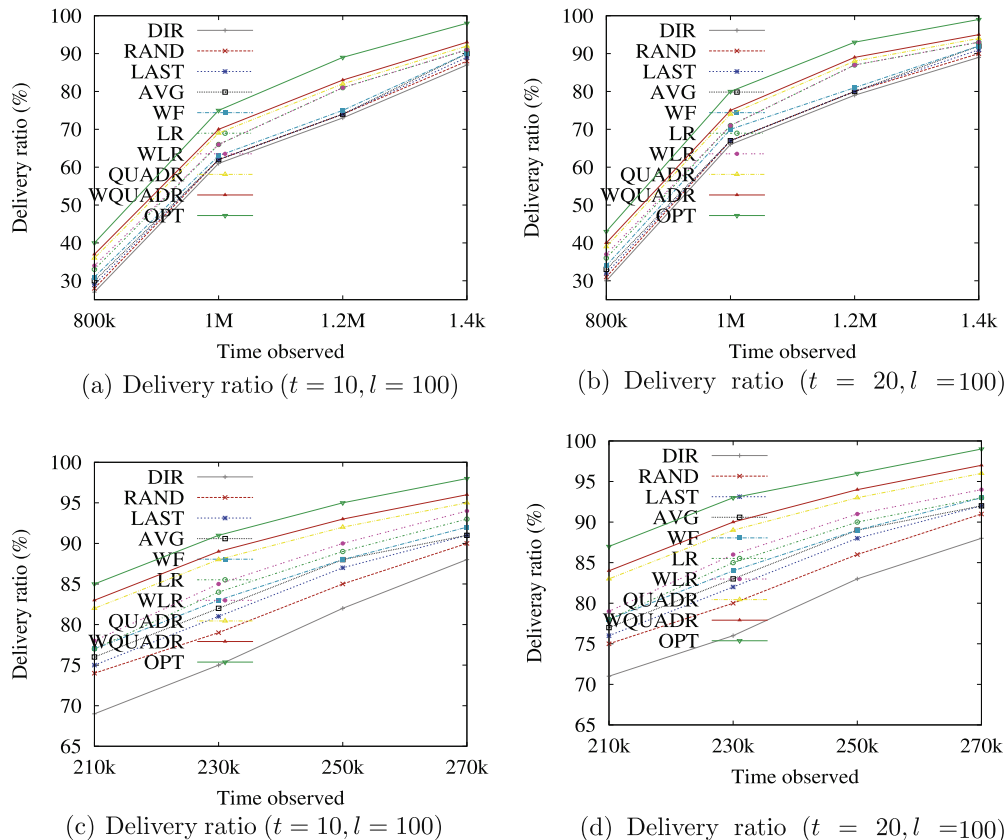 100
90
80
70
60
50
40
30
Delivery ratio (%)
DIR
RAND
LAST
AVG
WF
LR
WLR
QUADR
WQUADR
OPT
800k 1M 1.2M 1.4k
Time observed
(a) Delivery ratio (t = 10, l = 100)
100
90
80
70
60
50
40
30
Deliveray ratio (%)
DIR
RAND
LAST
AVG
WF
LR
WLR
QUADR
WQUADR
OPT
800k 1M 1.2M 1.4k
Time observed
(b) Delivery ratio (t = 20, l =100)
100
95
90
85
80
75
70
65
Delivery ratio (%)
DIR
RAND
LAST
AVG
WF
LR
WLR
QUADR
WQUADR
OPT
210k 230k 250k 270k
Time observed
(c) Delivery ratio (t = 10, l = 100)
100
95
90
85
80
75
70
65
Deliveray ratio (%)
DIR
RAND
LAST
AVG
WF
LR
WLR
QUADR
WQUADR
OPT
210k 230k 250k 270k
Time observed
(d) Delivery ratio (t = 20, l =100)